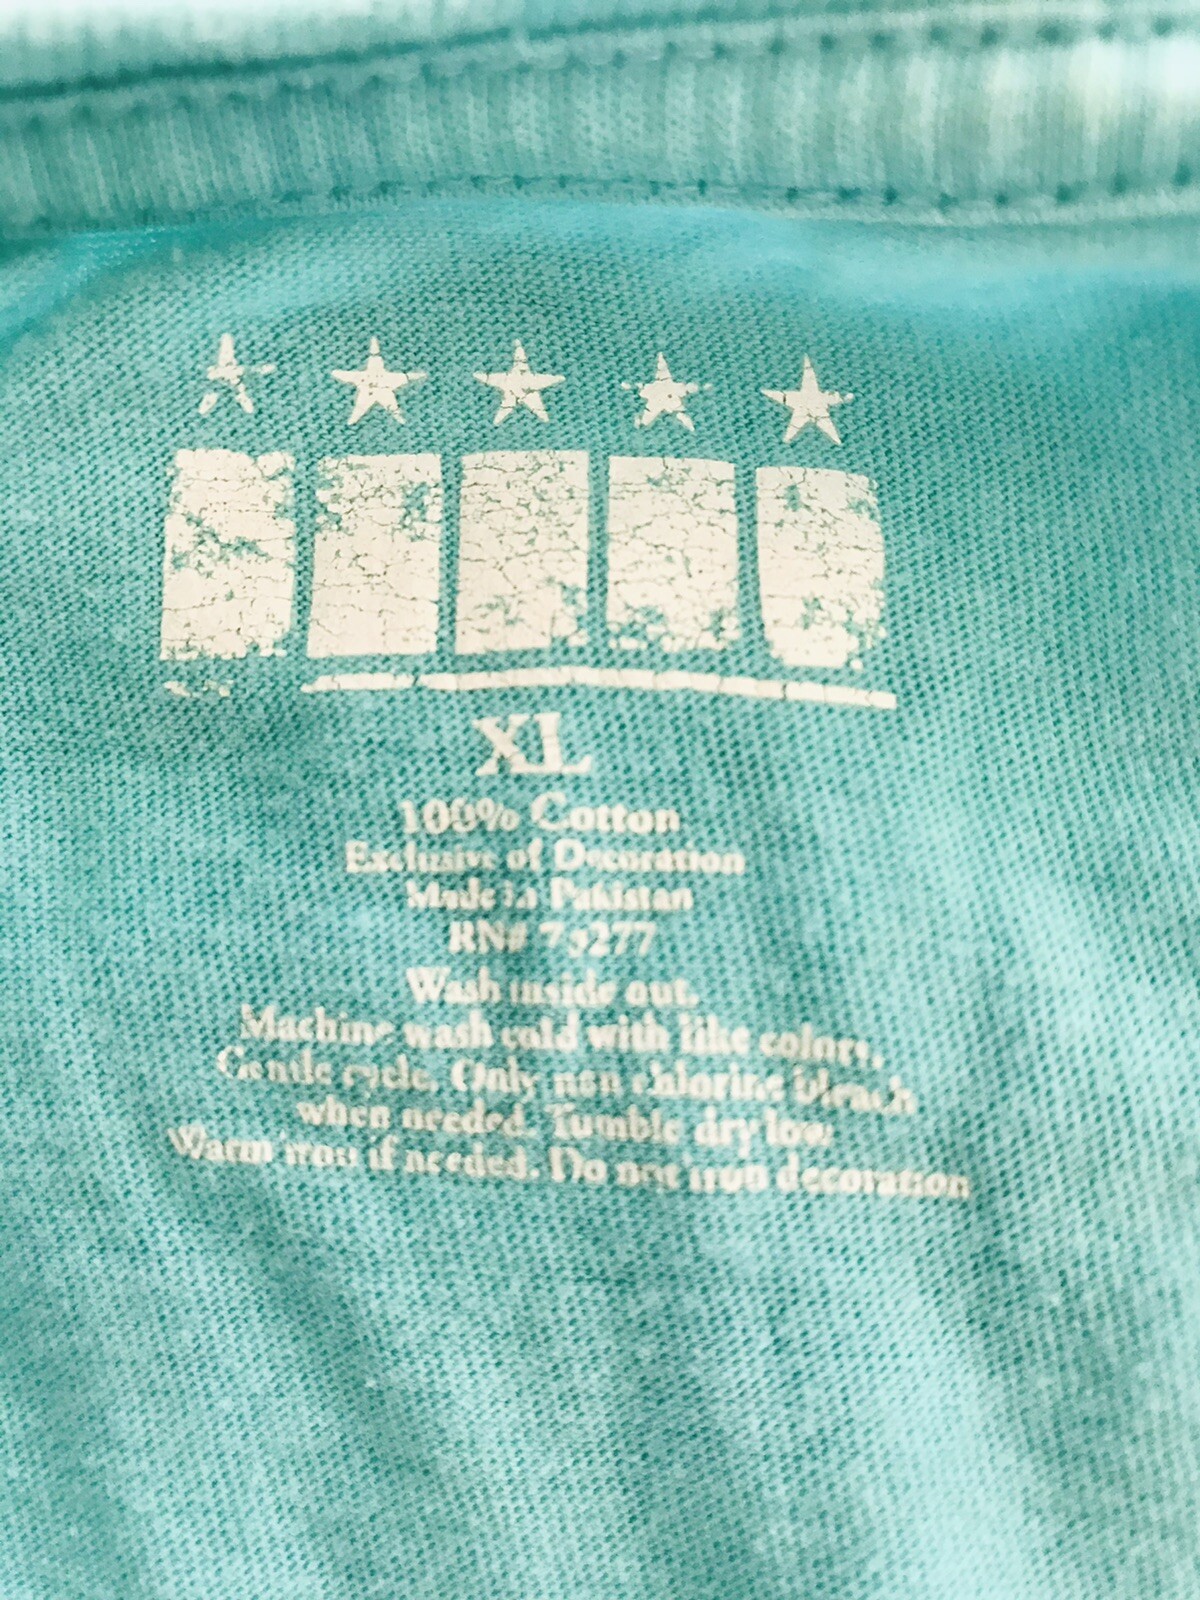 XL
100% Cotton
Exclusive of Decoration
Made in Pakistan
RN#
Wash inside out.
Machine wash cold with like colors.
Gentle cycle. Only non chlorine bleach
when needed. Tumble dry low
Warm iron if needed. Do not iron decoration